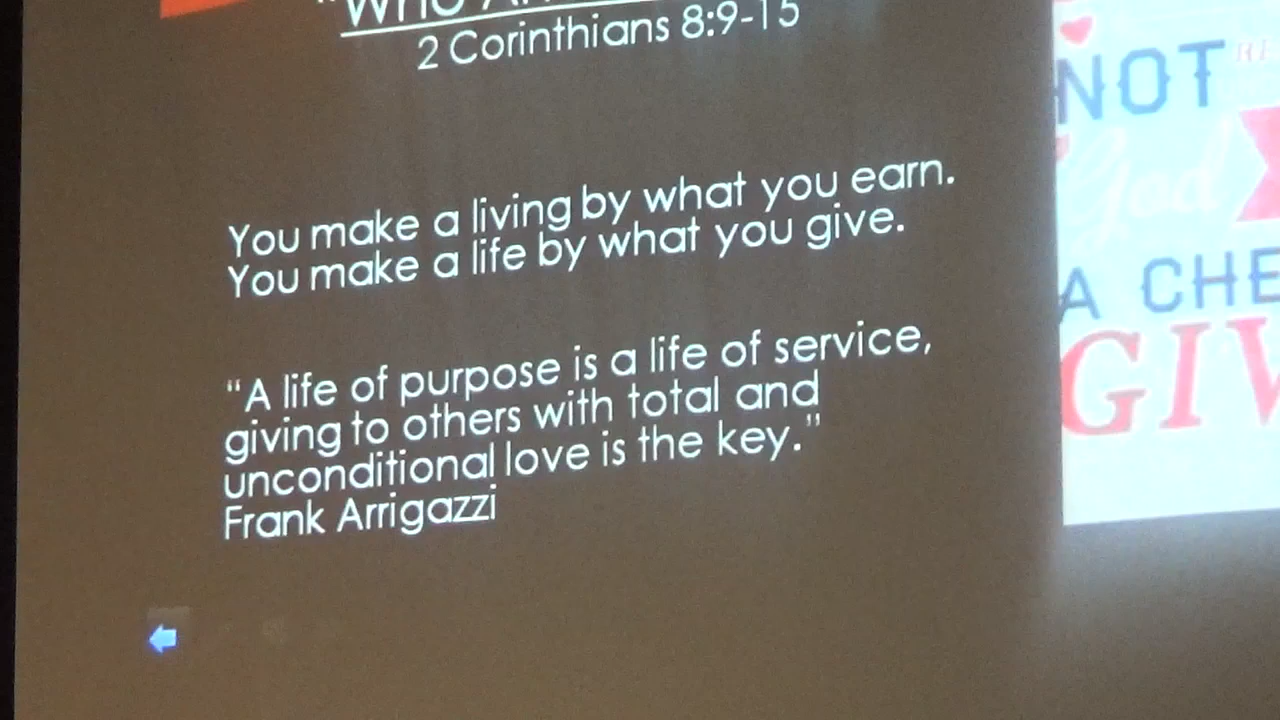 "Who
2 Corinthians 8:9-15
You make a living by what you earn.
You make a life by what you give.
"A life of purpose is a life of service,
giving to others with total and
unconditional love is the key."
Frank Arrigazzi
NOT
God
A CHE
GIV